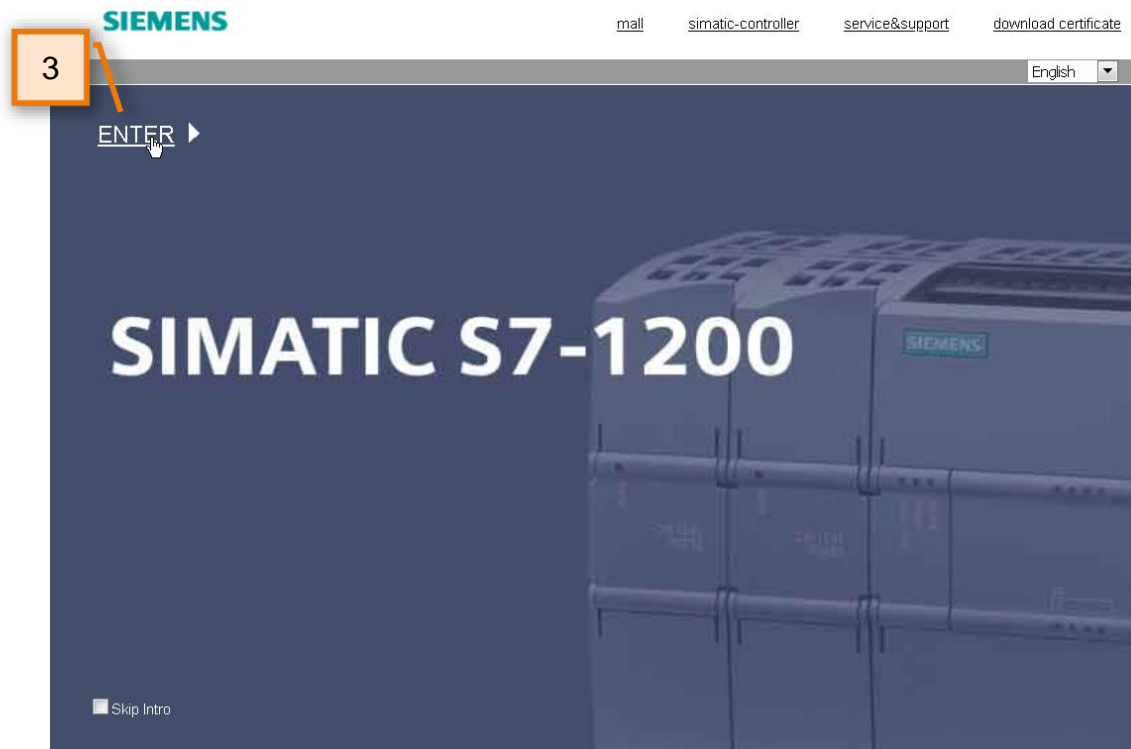 SIEMENS
mall simatic-controller service&support download certificate
3
English
ENTER
SIMATIC S7-1200
SIEMENS
Skip Intro